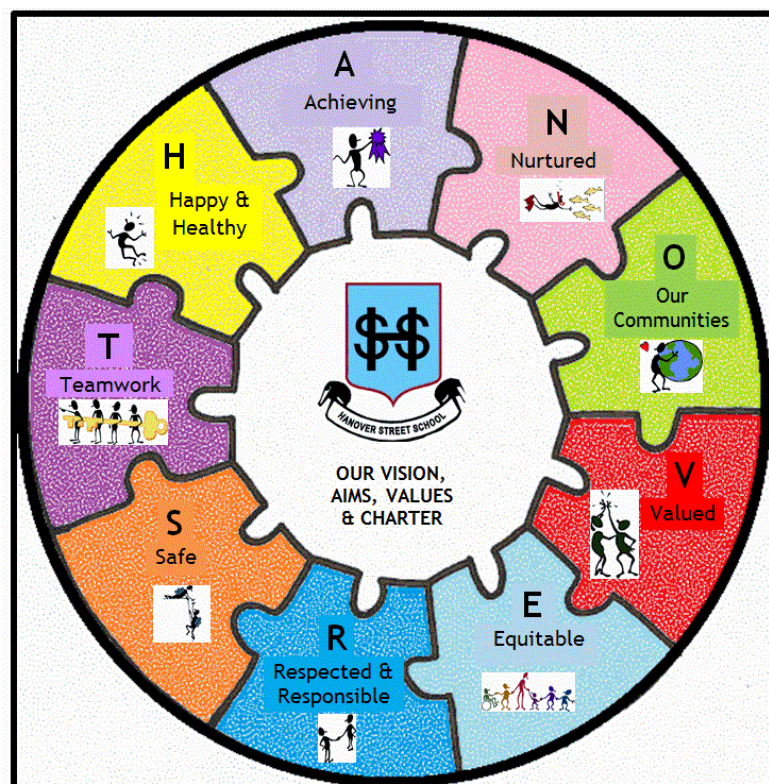 H
Happy &
Healthy
A
Achieving
N
Nurtured
O
Our
Communities
V
Valued
E
Equitable
R
Respected &
Responsible
S
Safe
T
Teamwork
HS
HANOVER STREET SCHOOL
OUR VISION,
AIMS, VALUES
& CHARTER